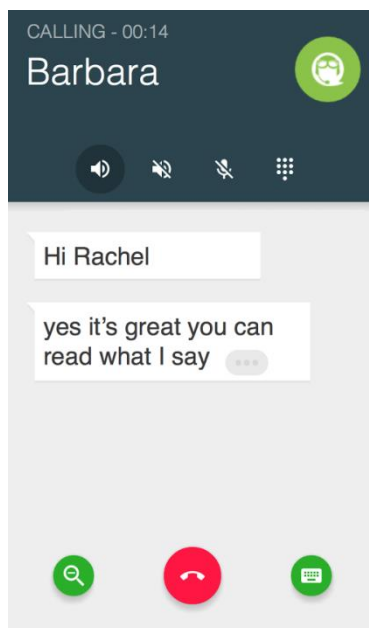 CALLING - 00:14
Barbara
Hi Rachel
yes it's great you can
read what I say